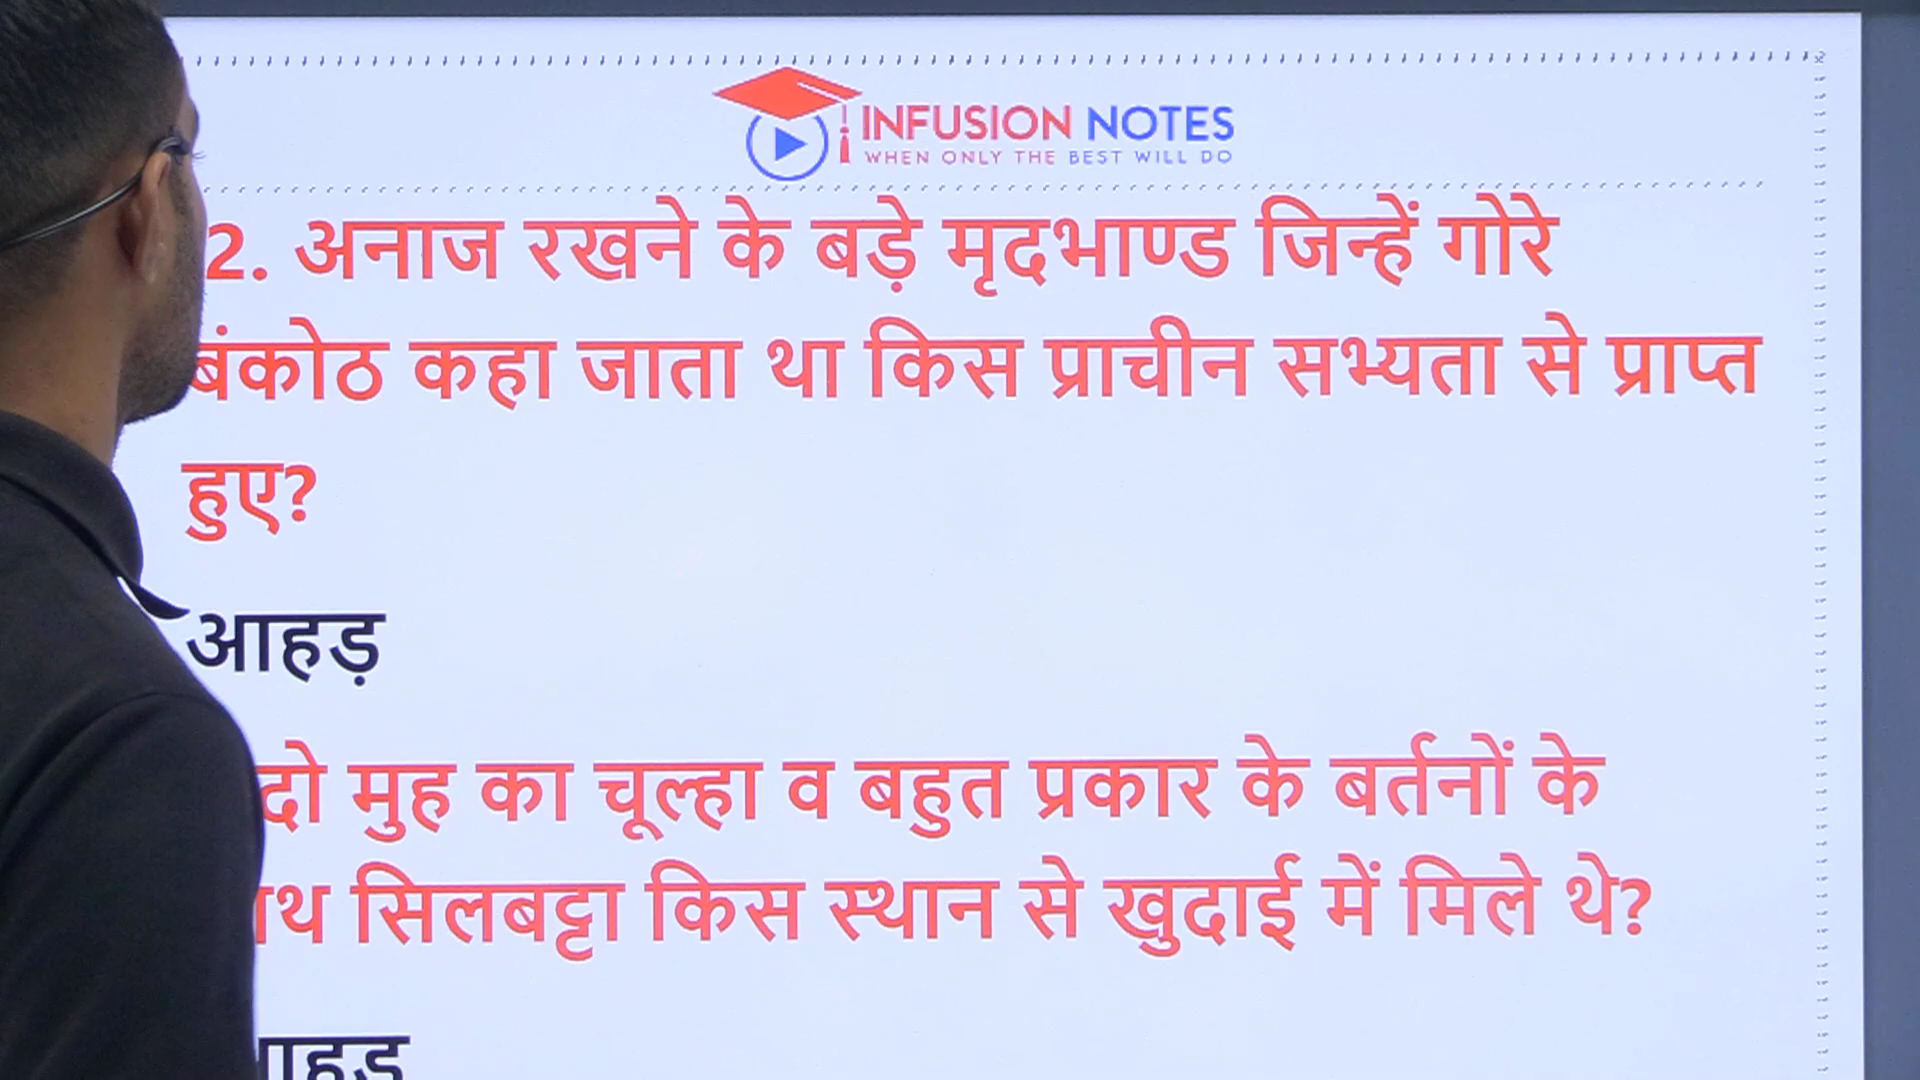 INFUSION NOTES
WHEN ONLY THE BEST WILL DO
2. अनाज रखने के बड़े मृदभाण्ड जिन्हें गोरे
बंकोठ कहा जाता था किस प्राचीन सभ्यता से प्राप्त
हुए?
आहड़
दो मुह का चूल्हा व बहुत प्रकार के बर्तनों के
सिलबट्टा किस स्थान से खुदाई में मिले थे?